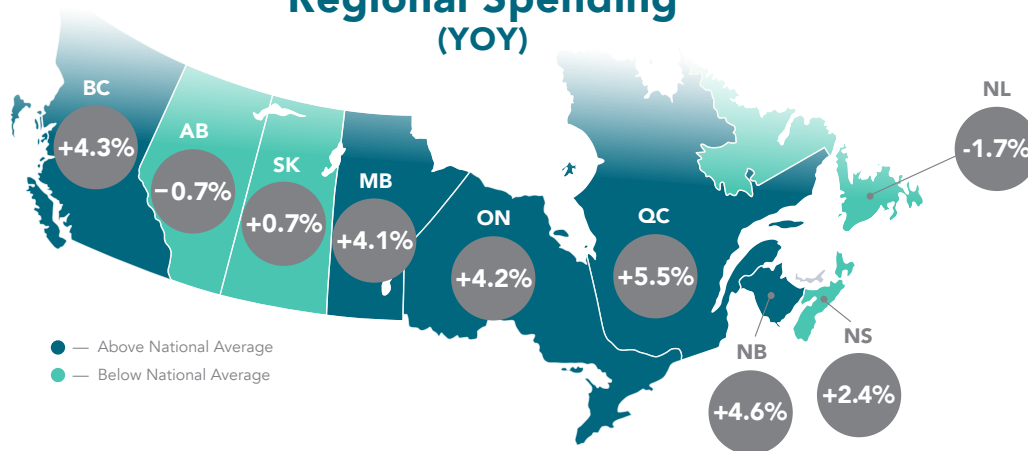 Regional Spending
(YOY)
BC
+4.3%
AB
−0.7%
SK
+0.7%
MB
+4.1%
ON
+4.2%
QC
+5.5%
NL
-1.7%
NB
+4.6%
NS
+2.4%
— Above National Average
— Below National Average